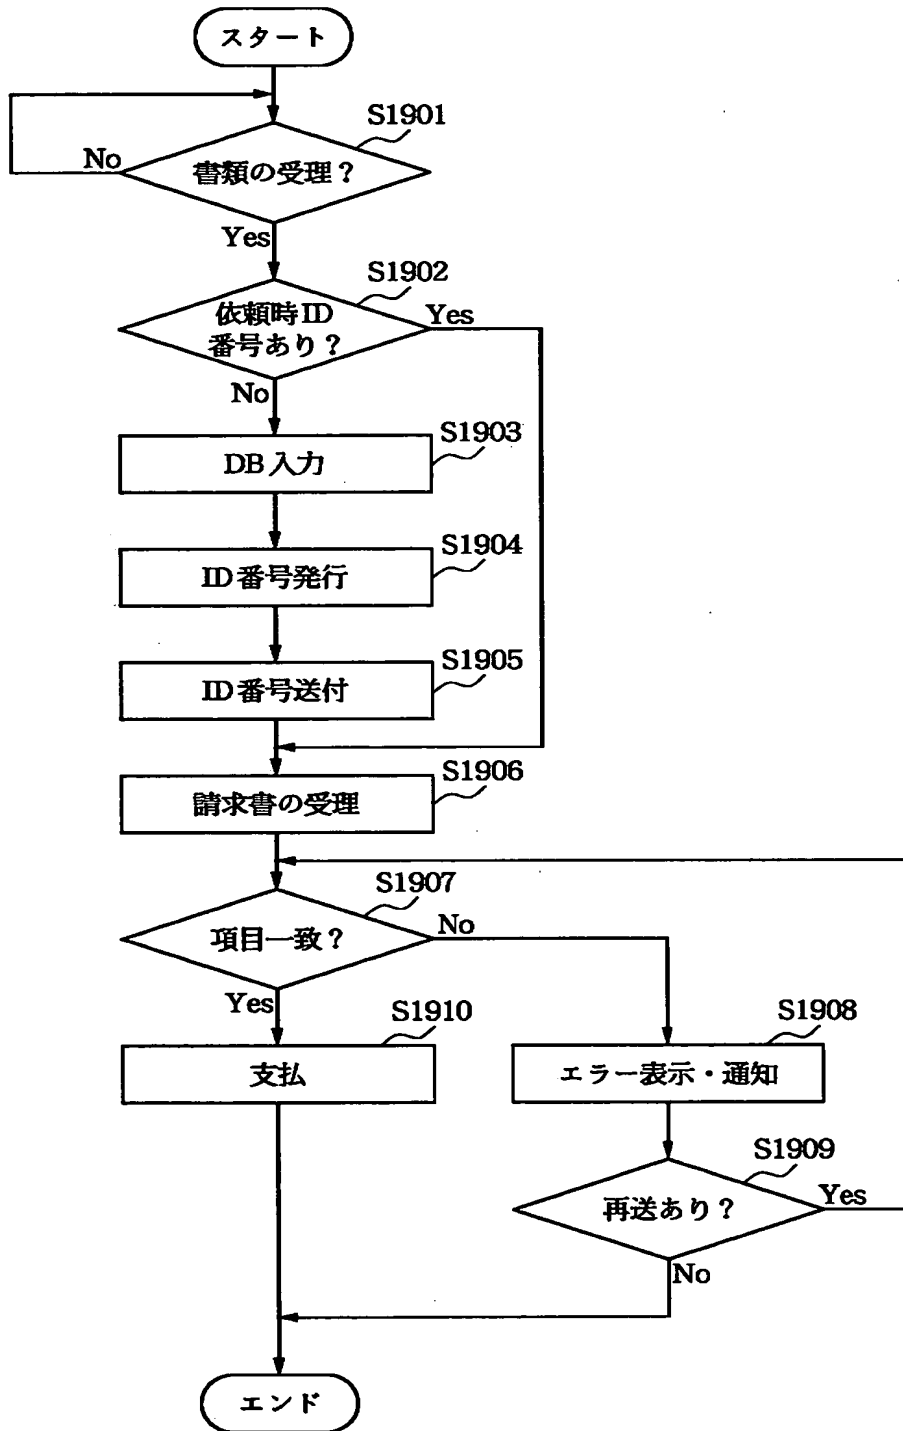 スタート
S1901
No
書類の受理？
Yes
S1902
依頼時ID
番号あり？
Yes
No
S1903
DB入力
S1904
ID番号発行
S1905
ID番号送付
S1906
請求書の受理
S1907
項目一致？
No
Yes
S1910
支払
S1908
エラー表示・通知
S1909
再送あり？
Yes
No
エンド